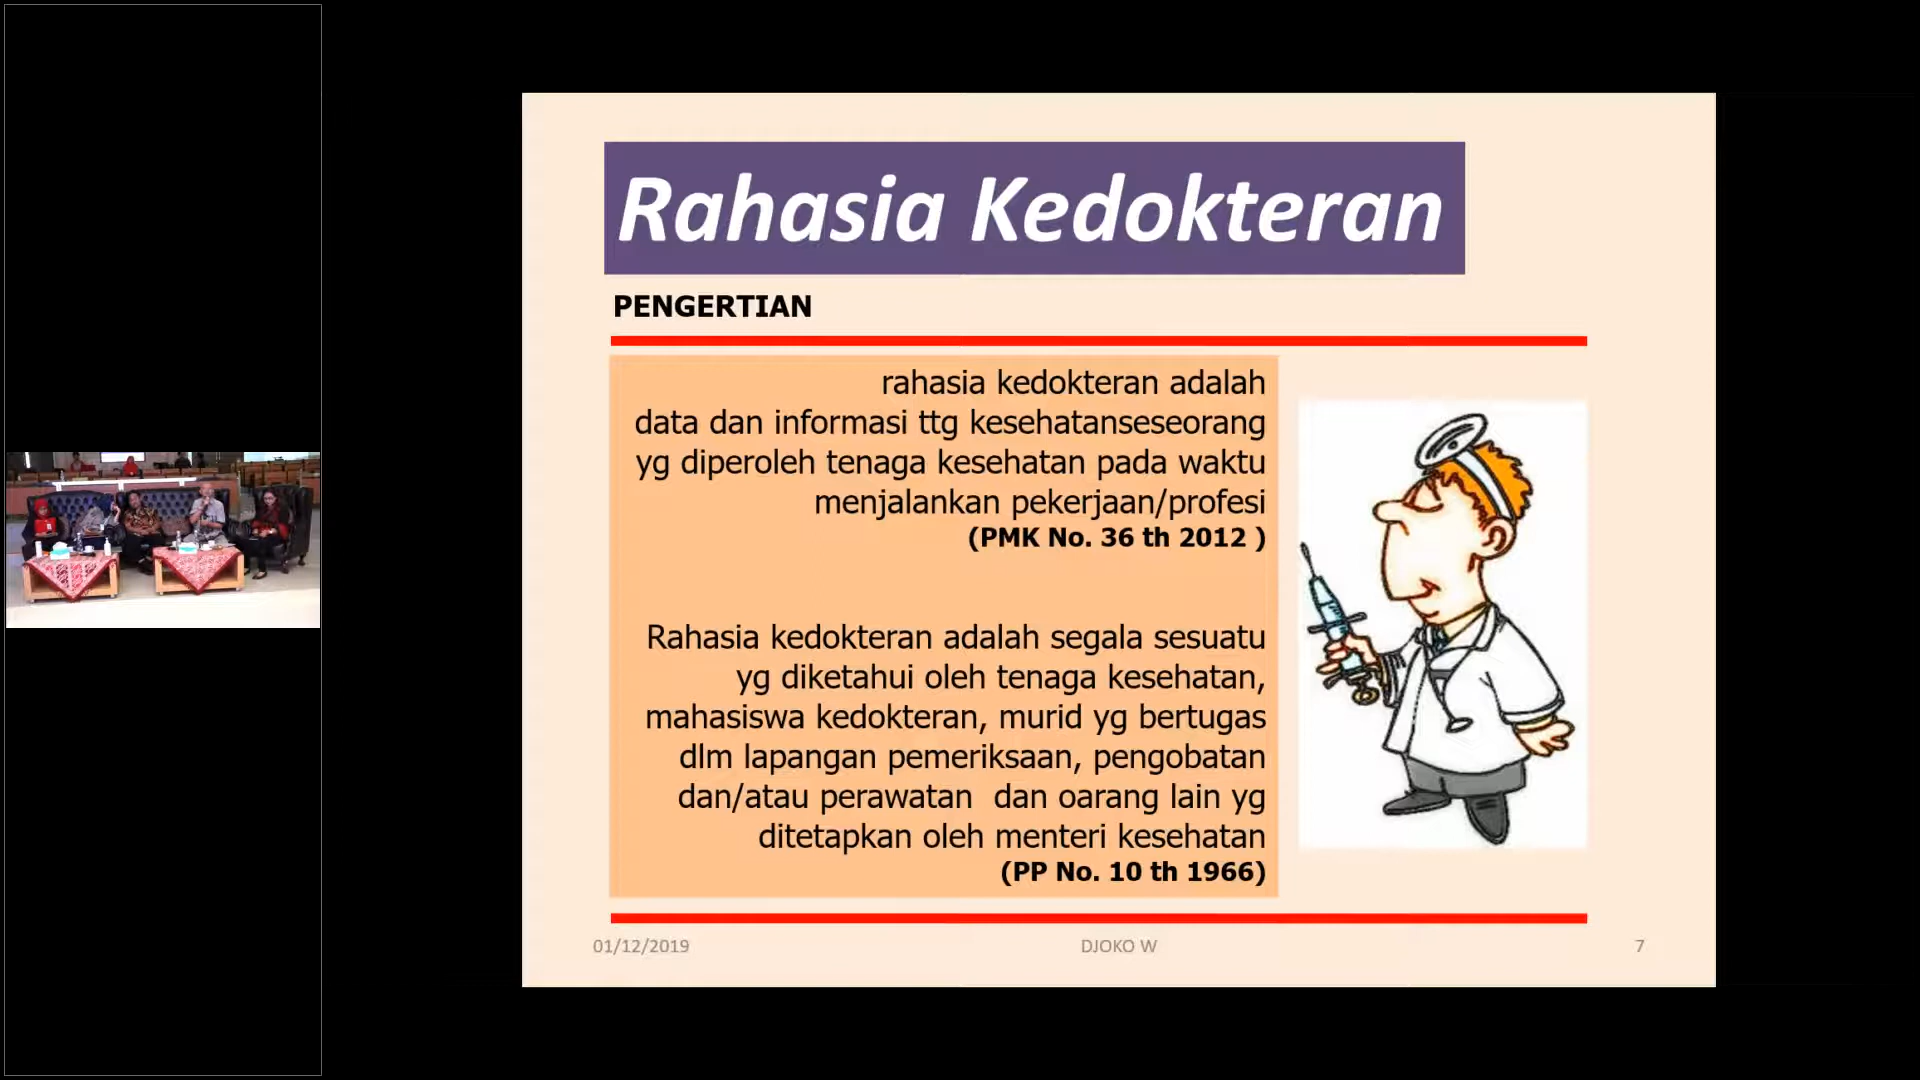 Rahasia Kedokteran
PENGERTIAN
rahasia kedokteran adalah
data dan informasi ttg kesehatanseseorang
yg diperoleh tenaga kesehatan pada waktu
menjalankan pekerjaan/profesi
(PMK No. 36 th 2012 )
Rahasia kedokteran adalah segala sesuatu
yg diketahui oleh tenaga kesehatan,
mahasiswa kedokteran, murid yg bertugas
dlm lapangan pemeriksaan, pengobatan
dan/atau perawatan  dan oarang lain yg
ditetapkan oleh menteri kesehatan
(PP No. 10 th 1966)
01/12/2019
DJOKO W
7